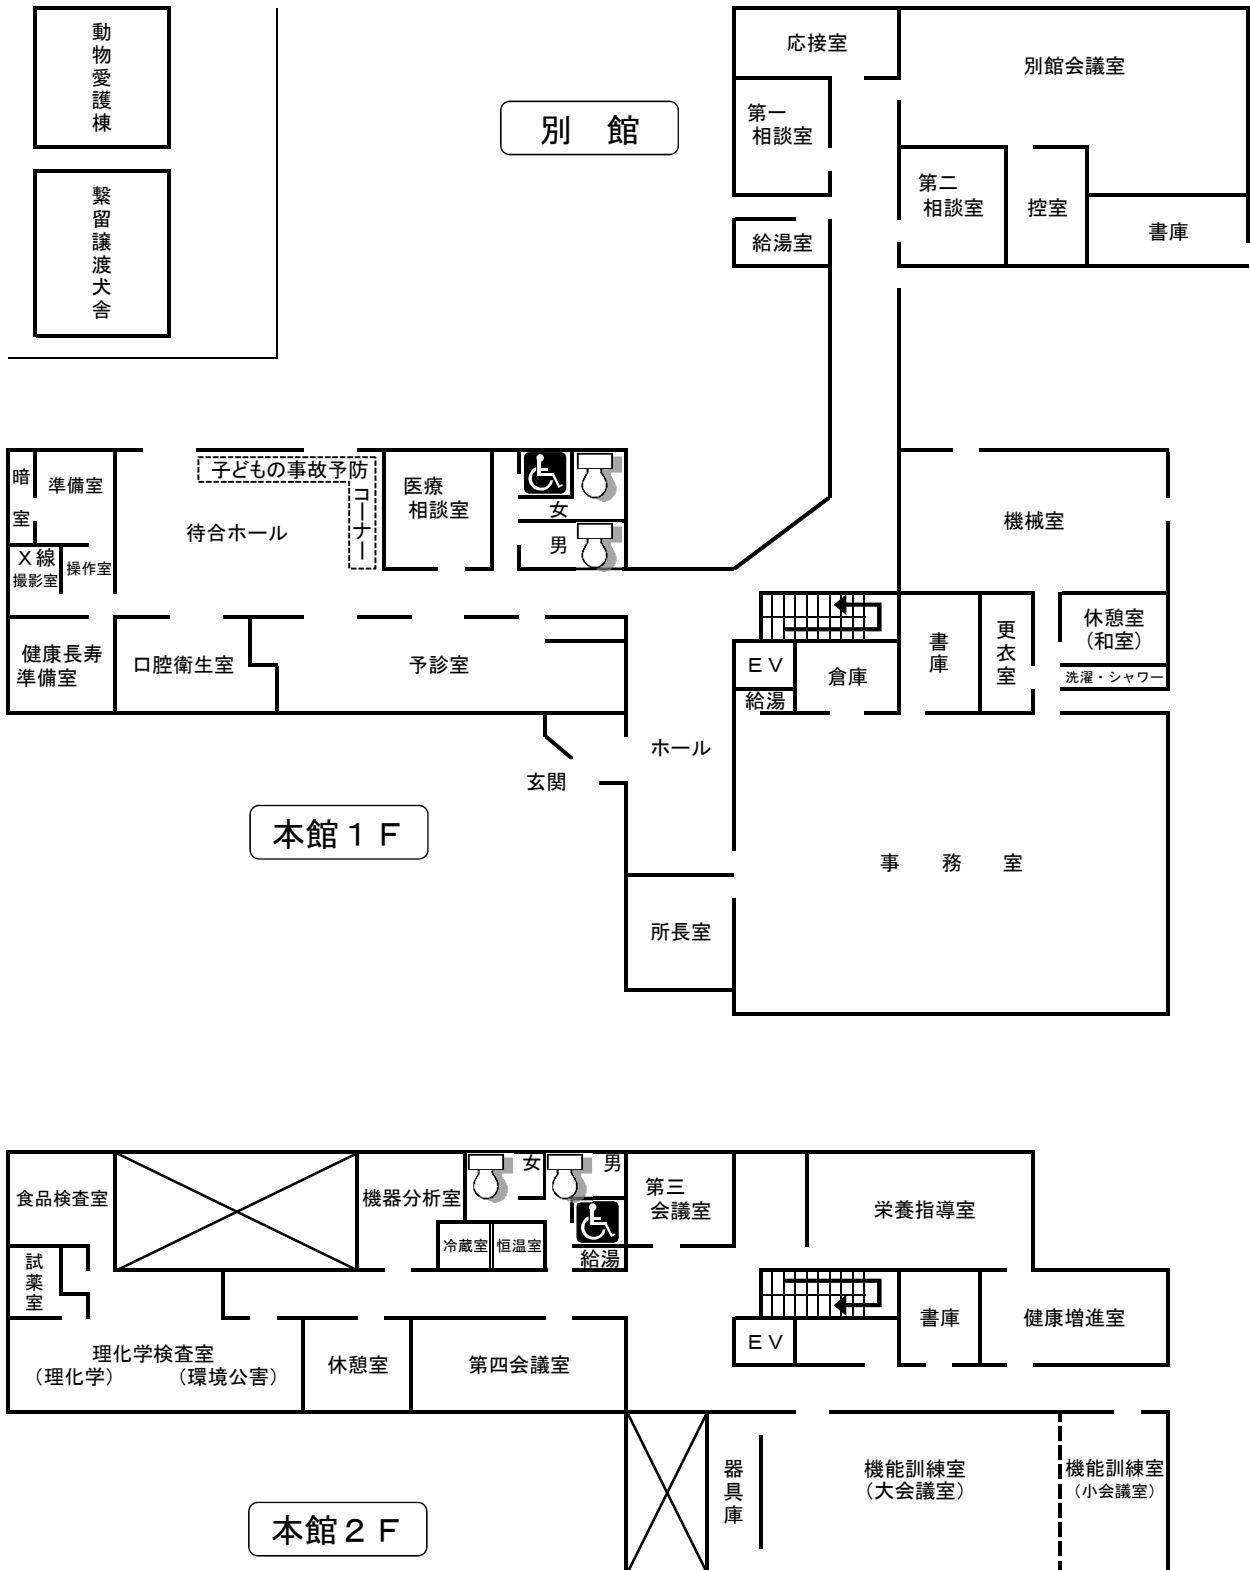 動物愛護棟
繋留譲渡犬舎
別　館
応接室
別館会議室
第一
相談室
第二
相談室
控室
書庫
給湯室
暗室
準備室
子どもの事故予防
コーナー
待合ホール
医療
相談室
女
男
X線
撮影室
操作室
機械室
健康長寿
準備室
口腔衛生室
予診室
EV
給湯
倉庫
書庫
更衣室
休憩室
（和室）
洗濯・シャワー
ホール
玄関
本館１F
事　務　室
所長室
食品検査室
機器分析室
女
男
冷蔵室
恒温室
給湯
第三
会議室
栄養指導室
試薬室
理化学検査室
（理化学）　（環境公害）
休憩室
第四会議室
EV
書庫
健康増進室
器具庫
機能訓練室
（大会議室）
機能訓練室
（小会議室）
本館２F